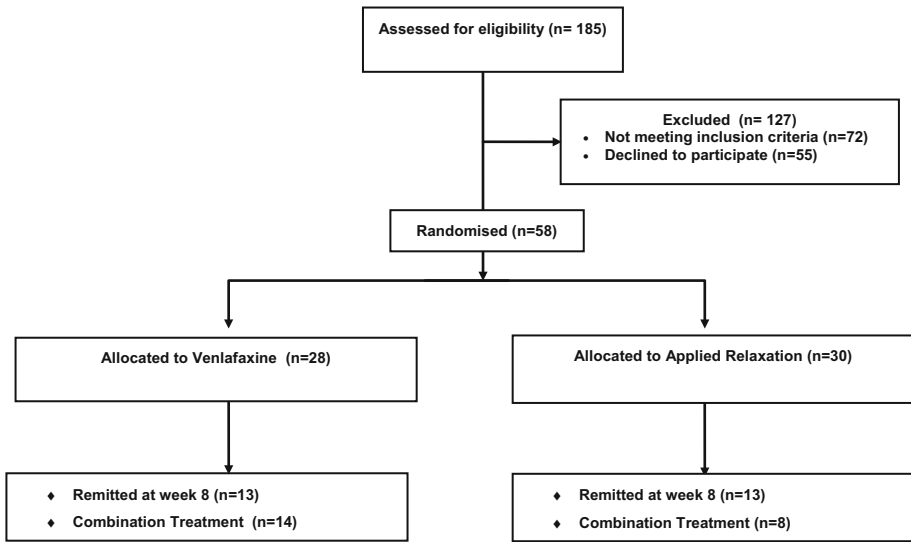 Assessed for eligibility (n= 185)
Excluded (n= 127)
• Not meeting inclusion criteria (n=72)
• Declined to participate (n=55)
Randomised (n=58)
Allocated to Venlafaxine (n=28)
Allocated to Applied Relaxation (n=30)
♦ Remitted at week 8 (n=13)
♦ Combination Treatment (n=14)
♦ Remitted at week 8 (n=13)
♦ Combination Treatment (n=8)